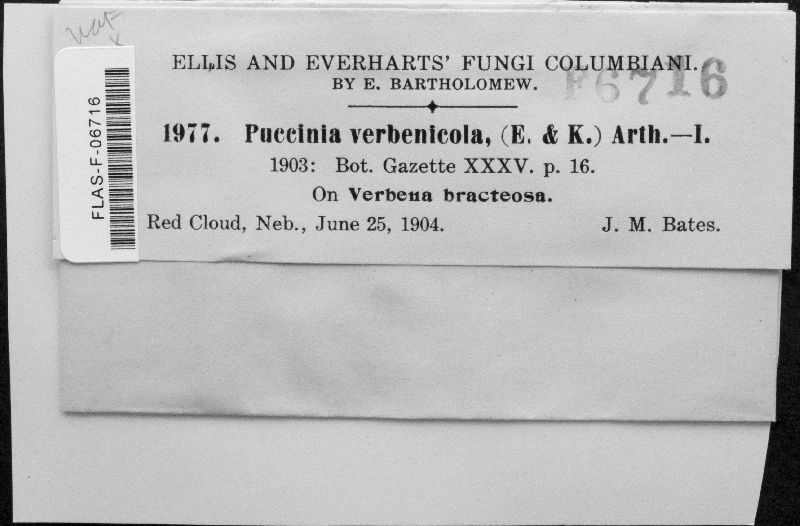 ELLIS AND EVERHARTS' FUNGI COLUMBIANI.
BY E. BARTHOLOMEW.
F6716
1977. Puccinia verbenicola, (E. & K.) Arth.—I.
1903: Bot. Gazette XXXV. p. 16.
On Verbena bracteosa.
Red Cloud, Neb., June 25, 1904. J. M. Bates.
FLAS-F-06716